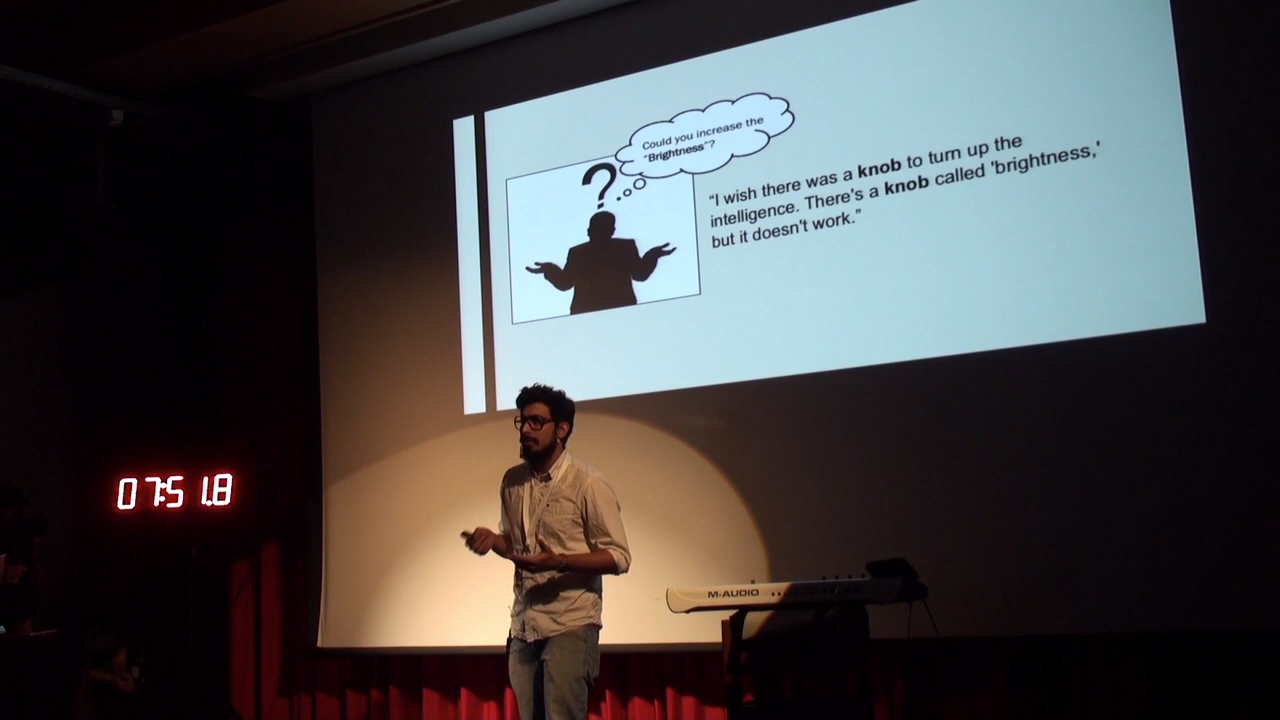 Could you increase the
"Brightness"?
“I wish there was a knob to turn up the
intelligence. There's a knob called 'brightness,'
but it doesn't work.”
?
07:51.8
M-AUDIO